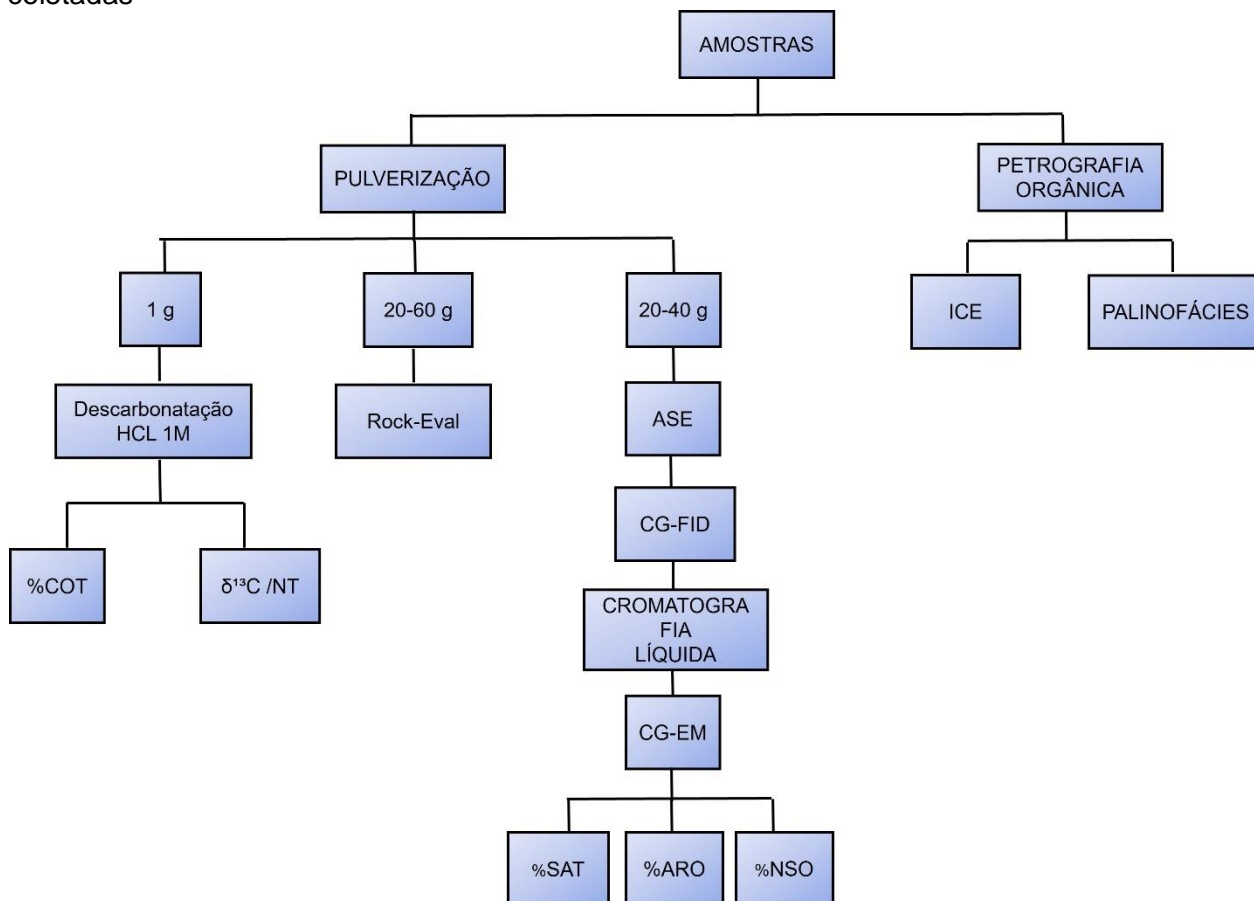 AMOSTRAS
PULVERIZAÇÃO
PETROGRAFIA
ORGÂNICA
1 g
20-60 g
20-40 g
ICE
PALINOFÁCIES
Descarbonatação
HCL 1M
Rock-Eval
ASE
CG-FID
%COT
δ¹³C /NT
CROMATOGRA
FIA
LÍQUIDA
CG-EM
%SAT
%ARO
%NSO